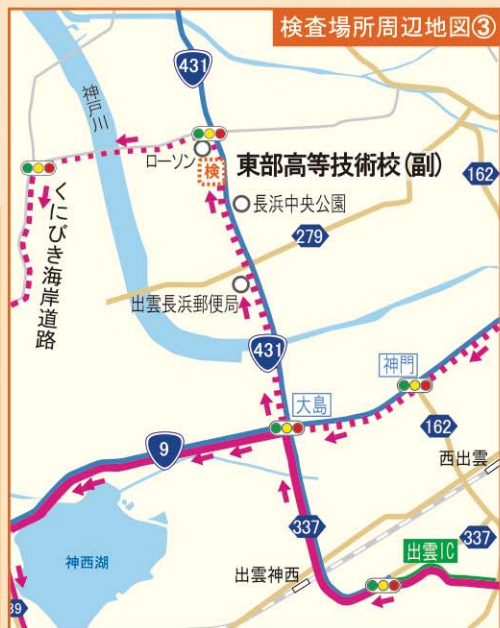 検査場所周辺地図③
431
神戸川
ローソン
検
東部高等技術校(副)
162
長浜中央公園
くにびき海岸道路
279
出雲長浜郵便局
431
神門
大島
9
162
西出雲
337
337
出雲IC
神西湖
出雲神西
39